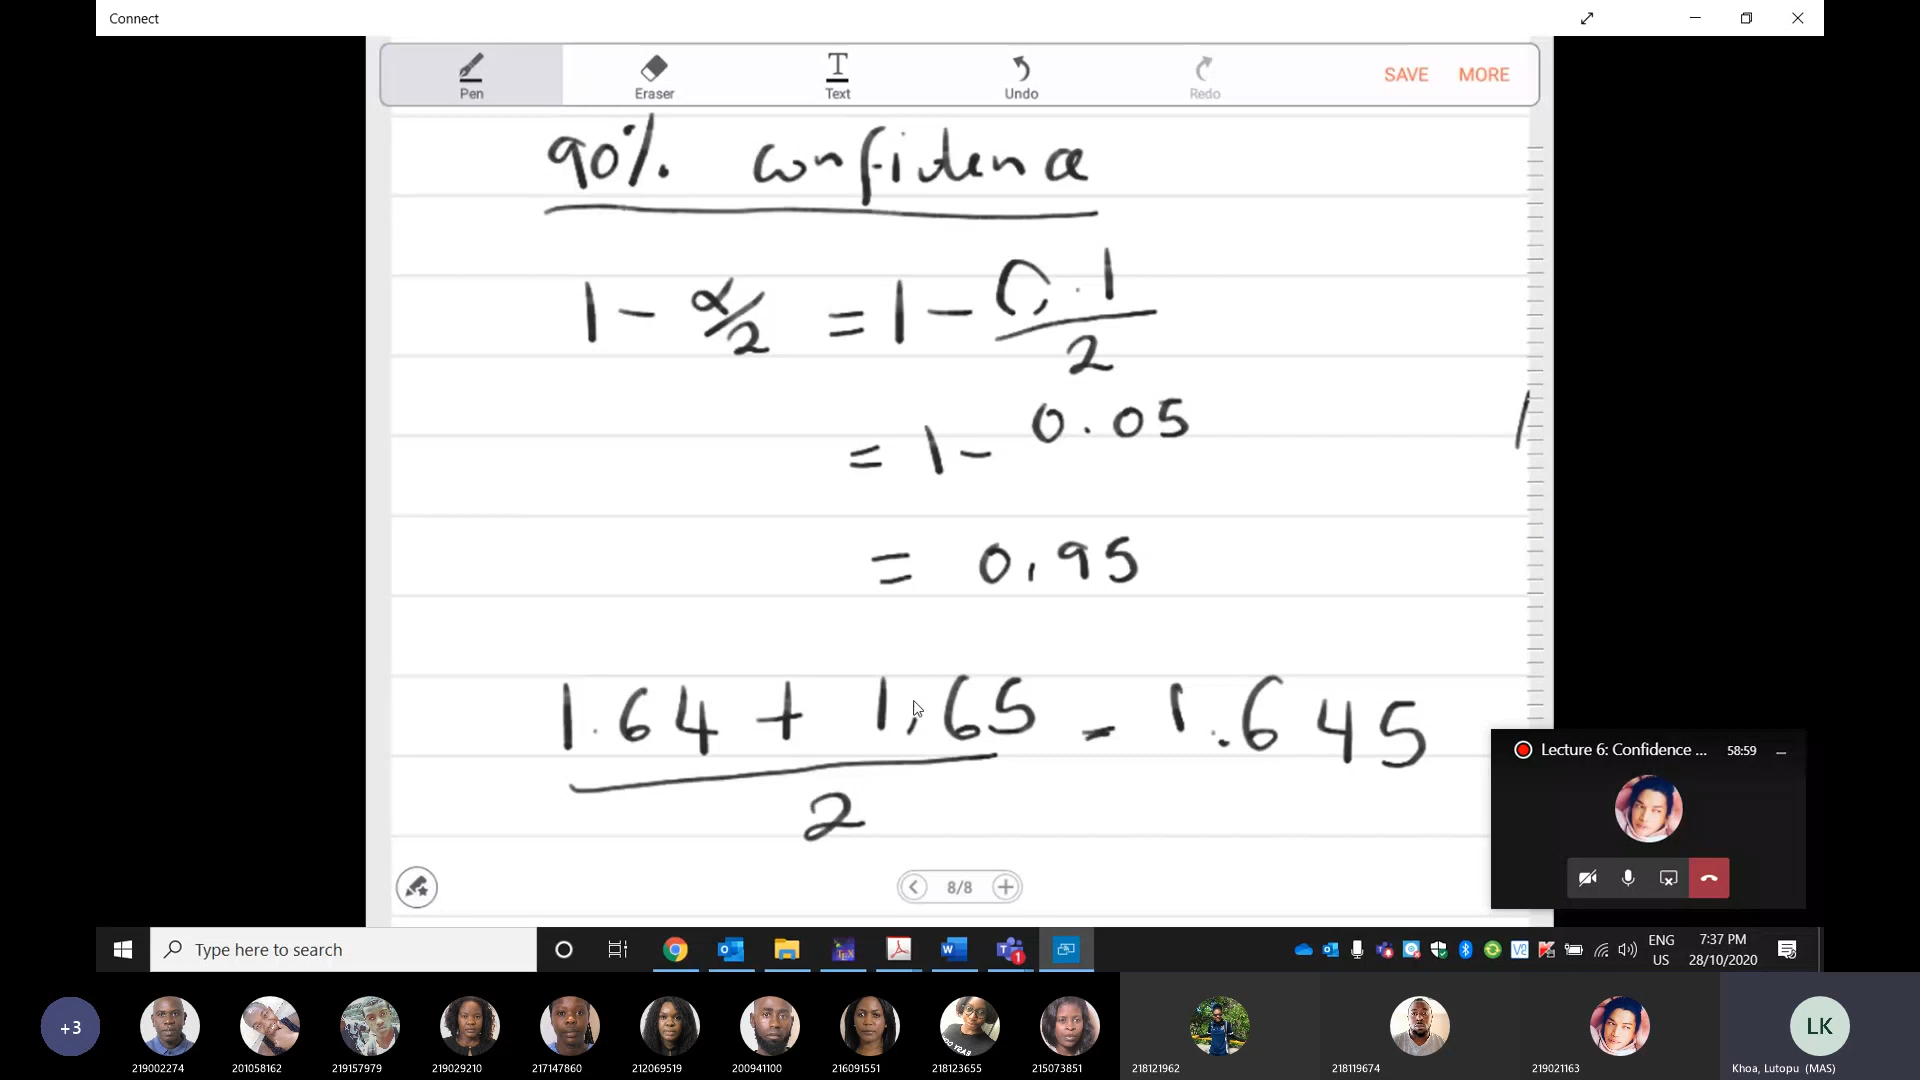 Connect
Pen Eraser Text Undo Redo SAVE MORE
90% confidence
1 - α/2 = 1 - 0.1/2
= 1 - 0.05
= 0,95
1.64 + 1,65 = 1.645
2
8/8
Lecture 6: Confidence ... 58:59
Type here to search
ENG
US
7:37 PM
28/10/2020
+3
219002274 201058162 219157979 219029210 217147860 212069519 200941100 216091551 218123655 215073851 218121962 218119674 219021163
LK
Khoa, Lutopu (MAS)